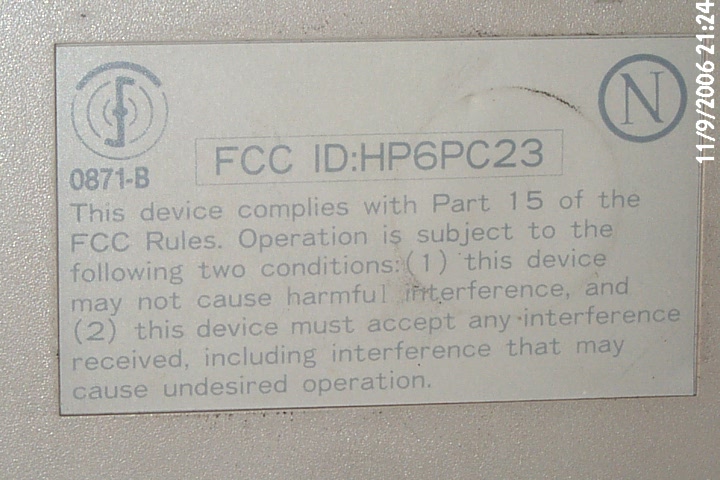 11/9/2006 21:24
N
0871-B
FCC ID:HP6PC23
This device complies with Part 15 of the
FCC Rules. Operation is subject to the
following two conditions:(1) this device
may not cause harmful interference, and
(2) this device must accept any interference
received, including interference that may
cause undesired operation.